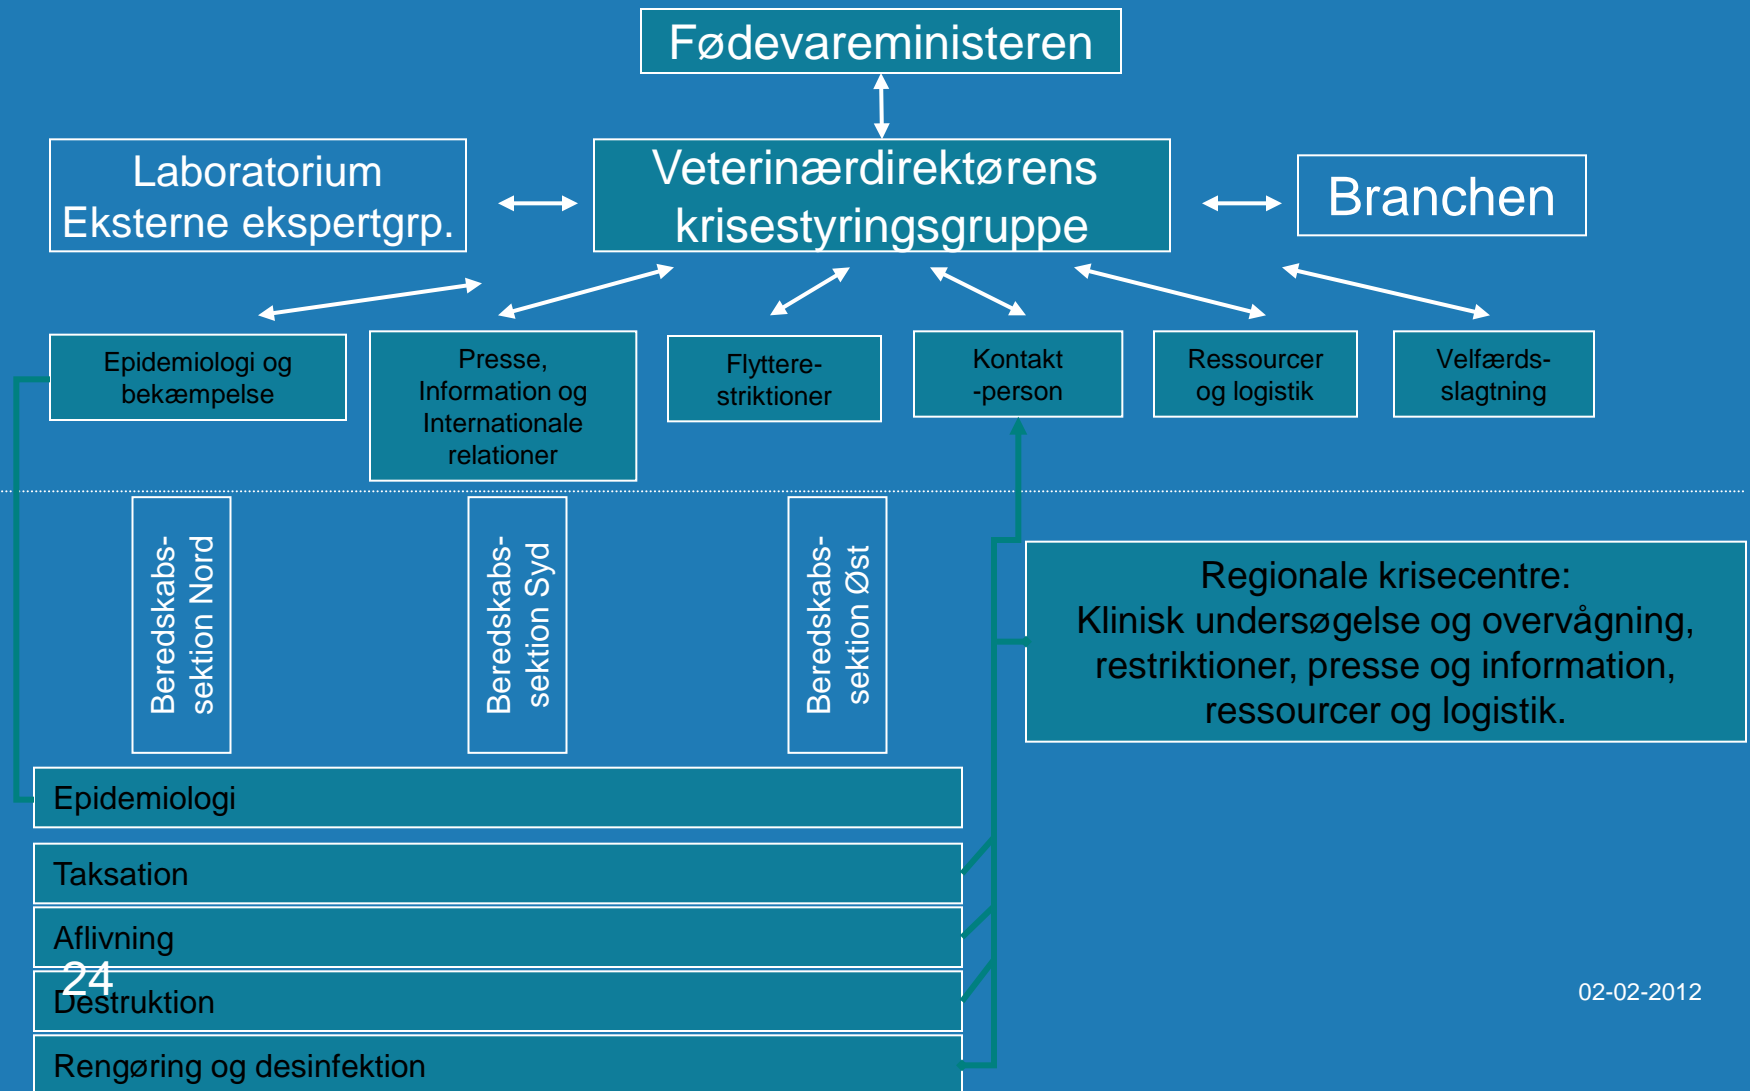 Fødevareministeren
Laboratorium
Eksterne ekspertgrp.
Veterinærdirektørens
krisestyringsgruppe
Branchen
Epidemiologi og
bekæmpelse
Presse,
Information og
Internationale
relationer
Flyttere-
striktioner
Kontakt
-person
Ressourcer
og logistik
Velfærds-
slagtning
Beredskabs-
sektion Nord
Beredskabs-
sektion Syd
Beredskabs-
sektion Øst
Regionale krisecentre:
Klinisk undersøgelse og overvågning,
restriktioner, presse og information,
ressourcer og logistik.
Epidemiologi
Taksation
Aflivning
24
Destruktion
02-02-2012
Rengøring og desinfektion